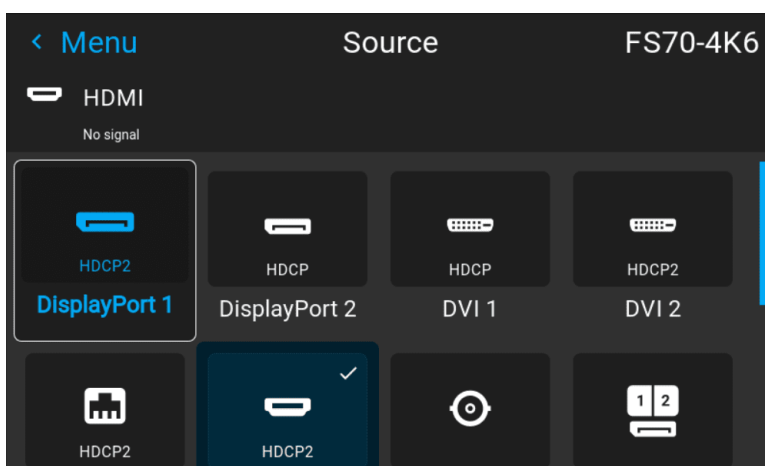 Menu Source FS70-4K6
HDMI
No signal
HDCP2 HDCP HDCP HDCP2
DisplayPort 1 DisplayPort 2 DVI 1 DVI 2
1 2
HDCP2 HDCP2